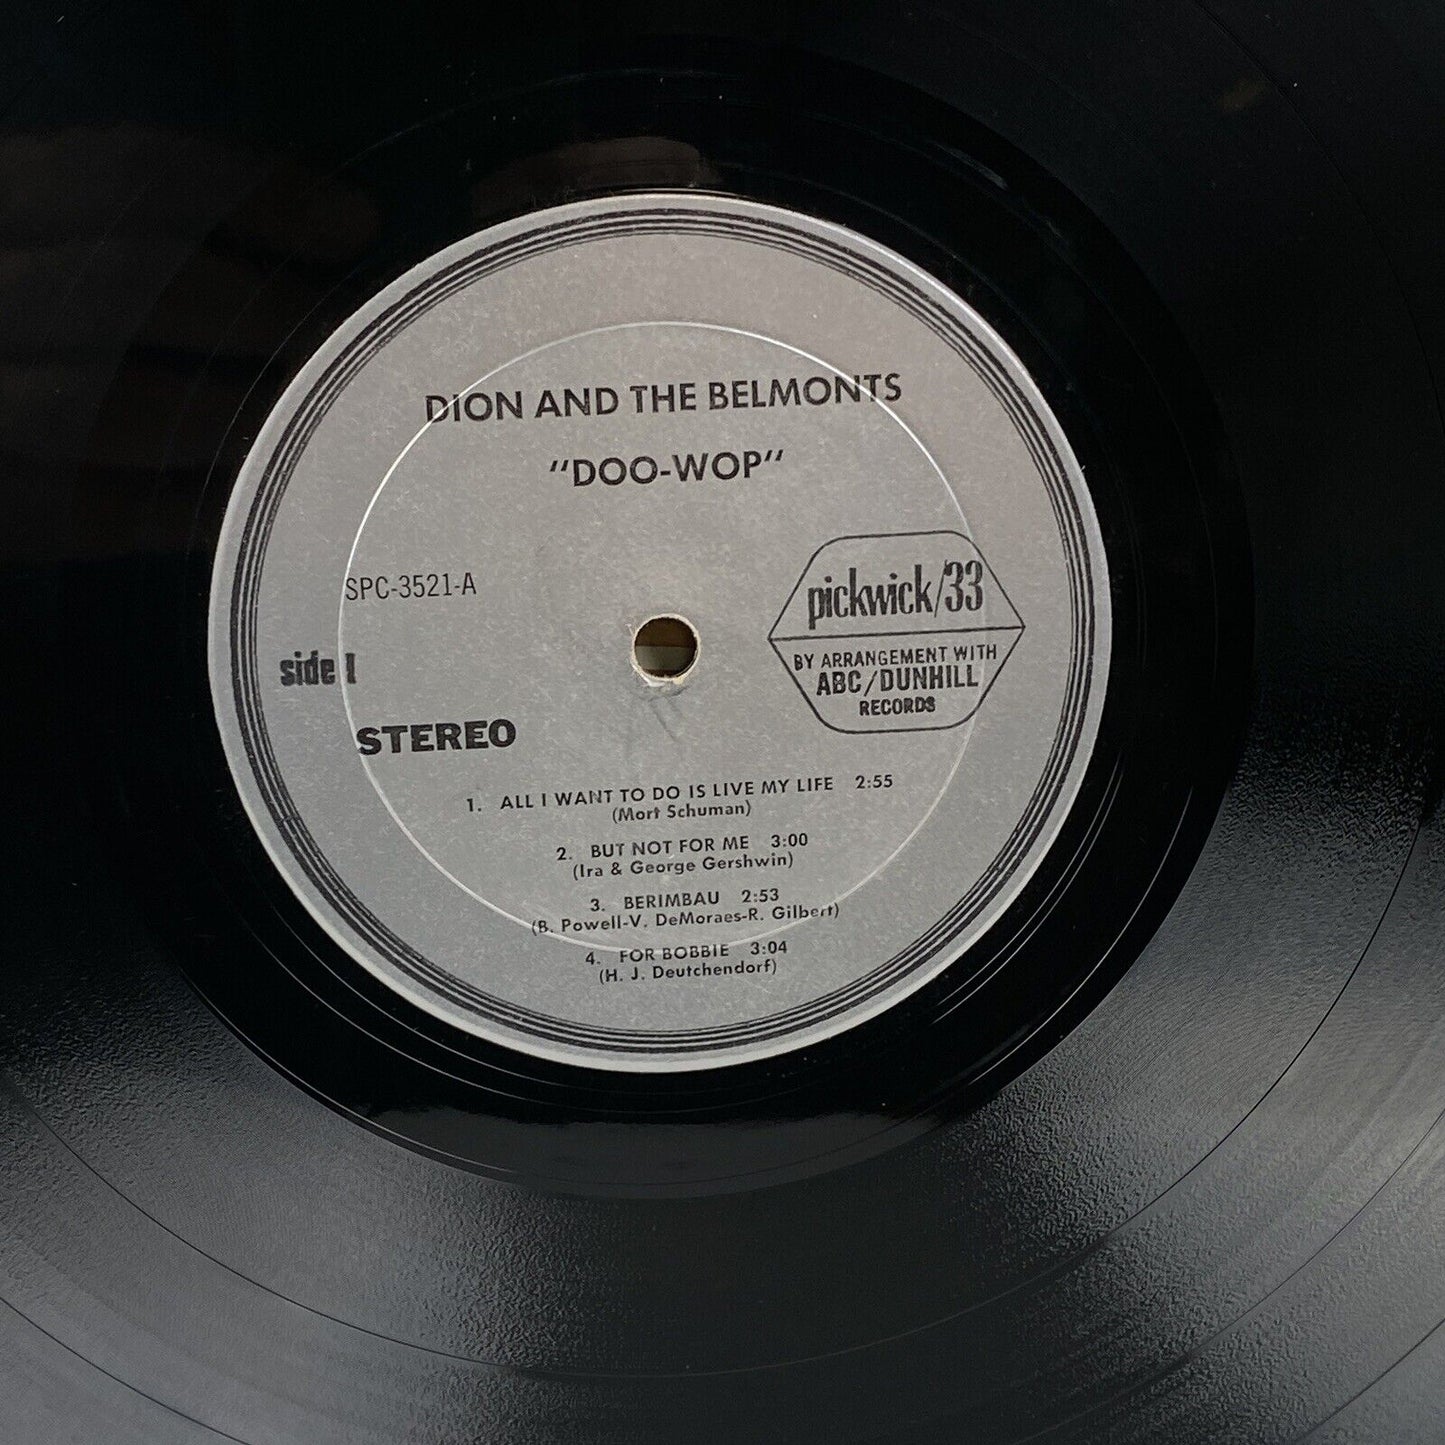 DION AND THE BELMONTS
"DOO-WOP"
SPC-3521-A
side 1
STEREO
pickwick/33
BY ARRANGEMENT WITH
ABC/DUNHILL
RECORDS
1. ALL I WANT TO DO IS LIVE MY LIFE 2:55
(Mort Schuman)
2. BUT NOT FOR ME 3:00
(Ira & George Gershwin)
3. BERIMBAU 2:53
(B. Powell-V. DeMoraes-R. Gilbert)
4. FOR BOBBIE 3:04
(H. J. Deutchendorf)